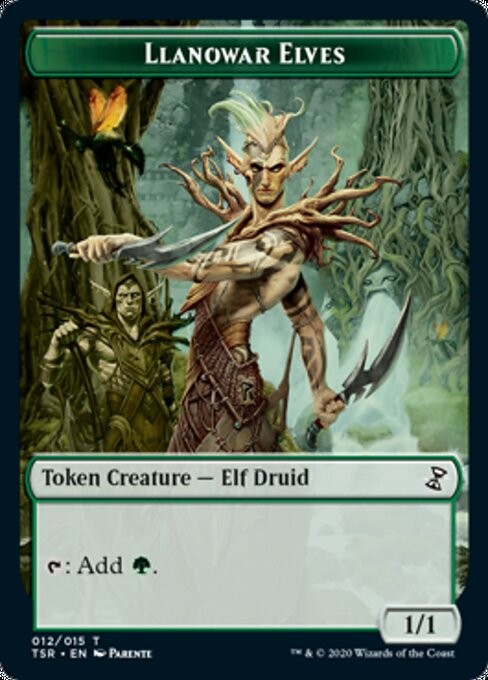 LLANOWAR ELVES
Token Creature — Elf Druid
: Add .
1/1
012/015 T
TSR • EN PARENTE
™ & © 2020 Wizards of the Coast